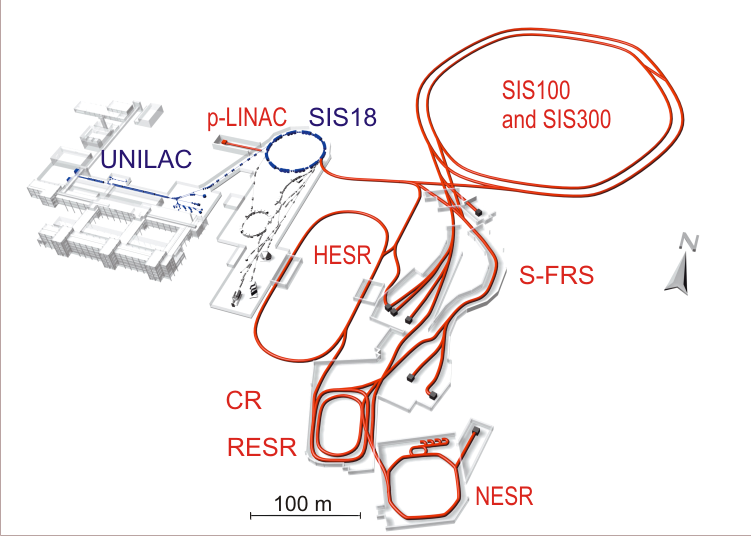 p-LINAC
SIS18
SIS100
and SIS300
UNILAC
N
HESR
S-FRS
CR
RESR
NESR
100 m